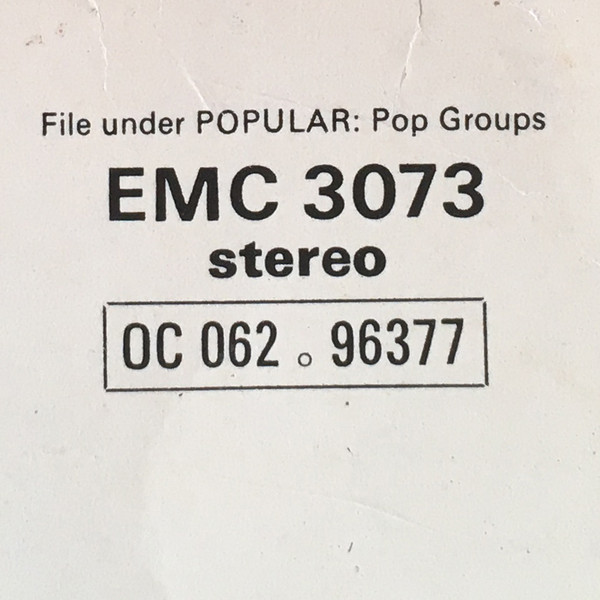 File under POPULAR: Pop Groups
EMC 3073
stereo
OC 062 ○ 96377